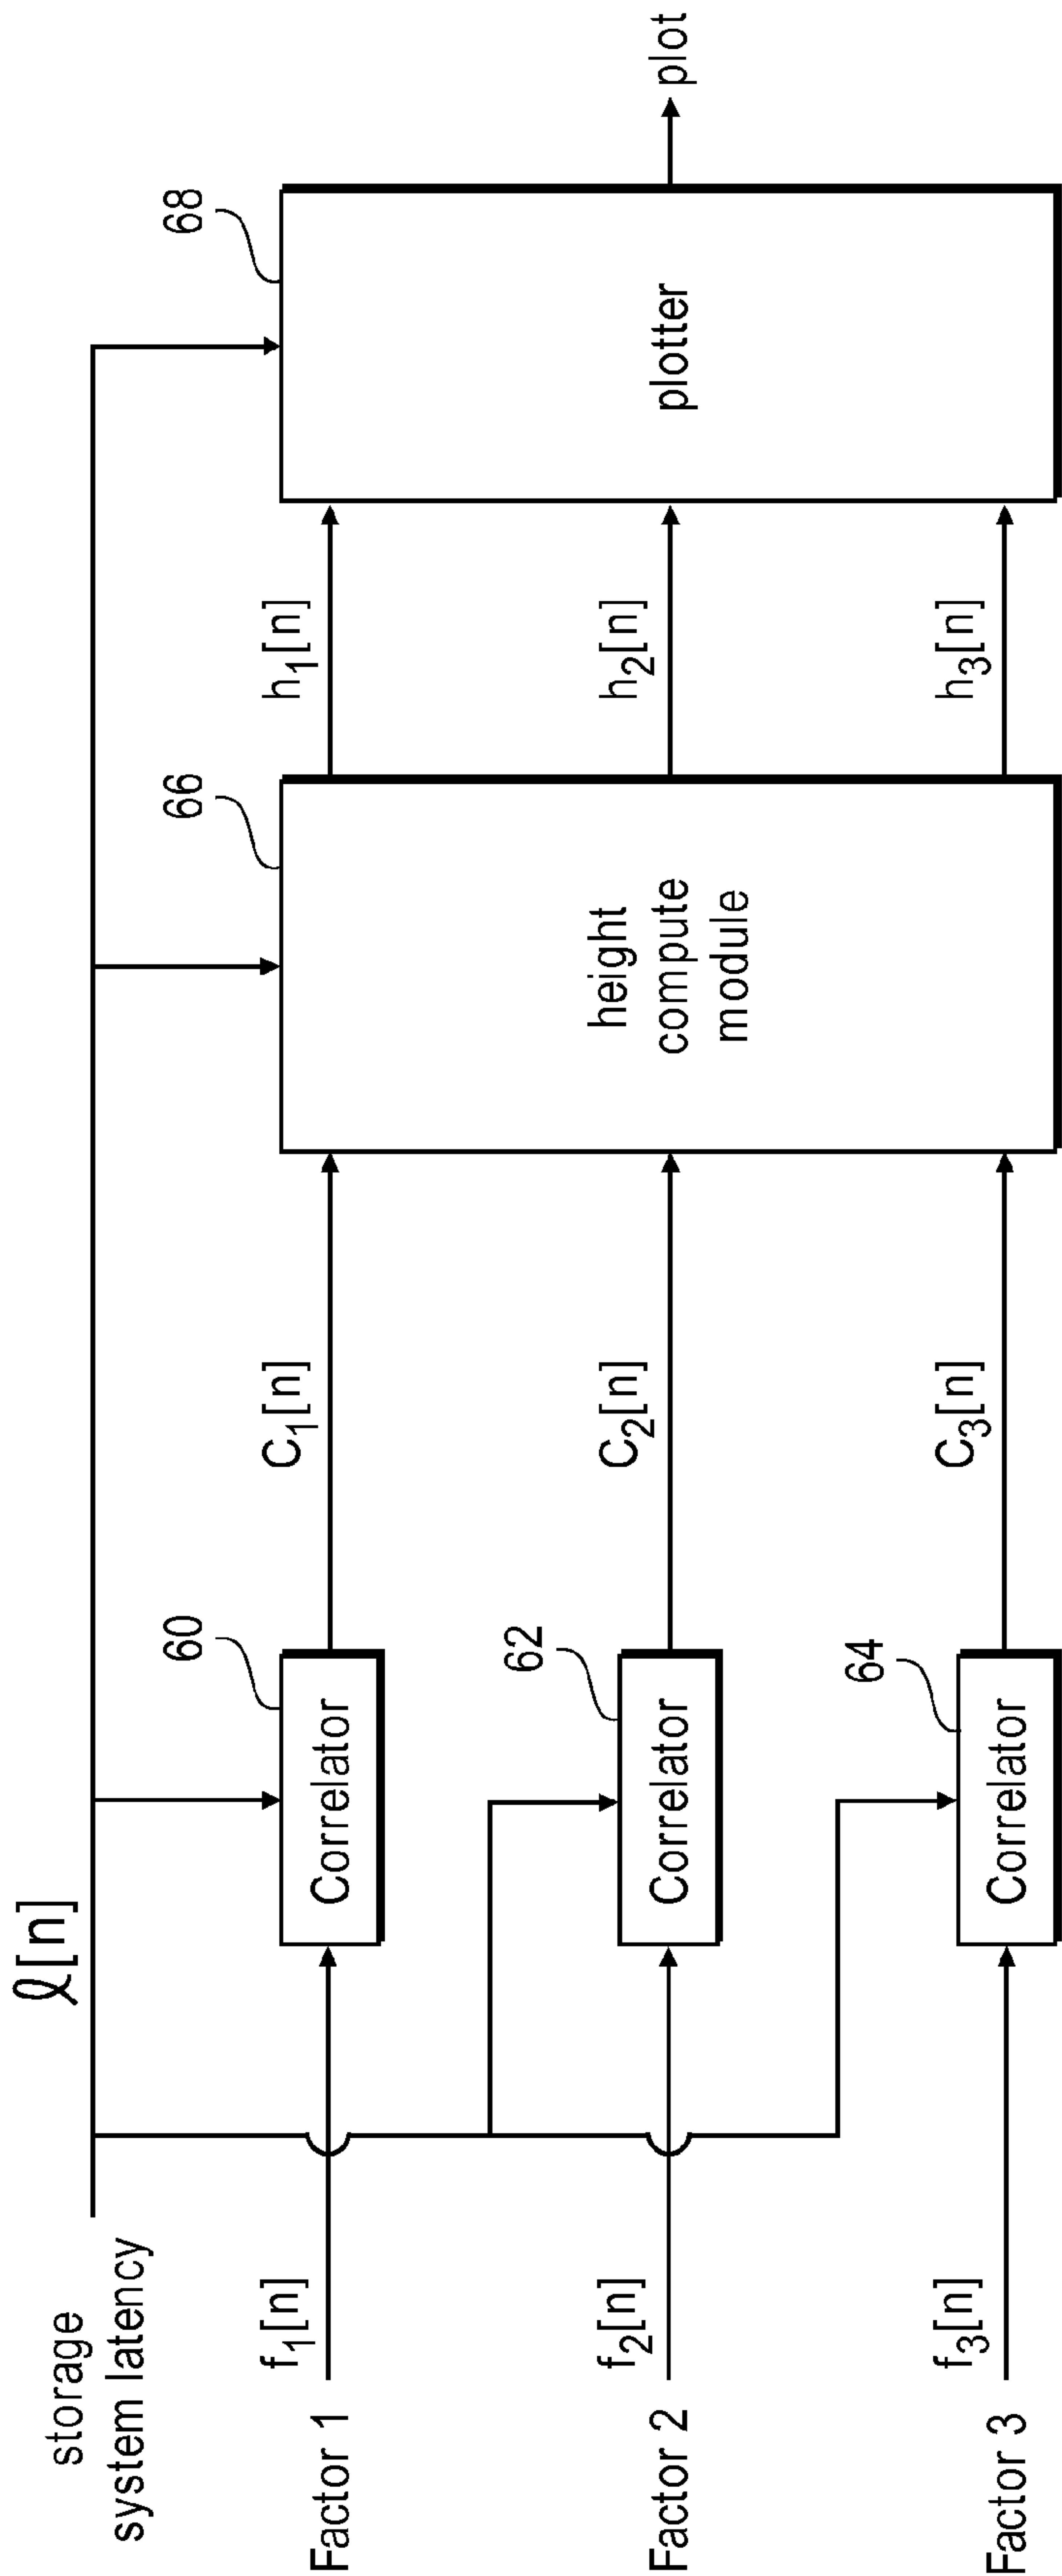 storage
system latency
ℓ[n]
Factor 1
f1[n]
60
Correlator
C1[n]
66
height
compute
module
h1[n]
68
plotter
plot
Factor 2
f2[n]
62
Correlator
C2[n]
h2[n]
Factor 3
f3[n]
64
Correlator
C3[n]
h3[n]